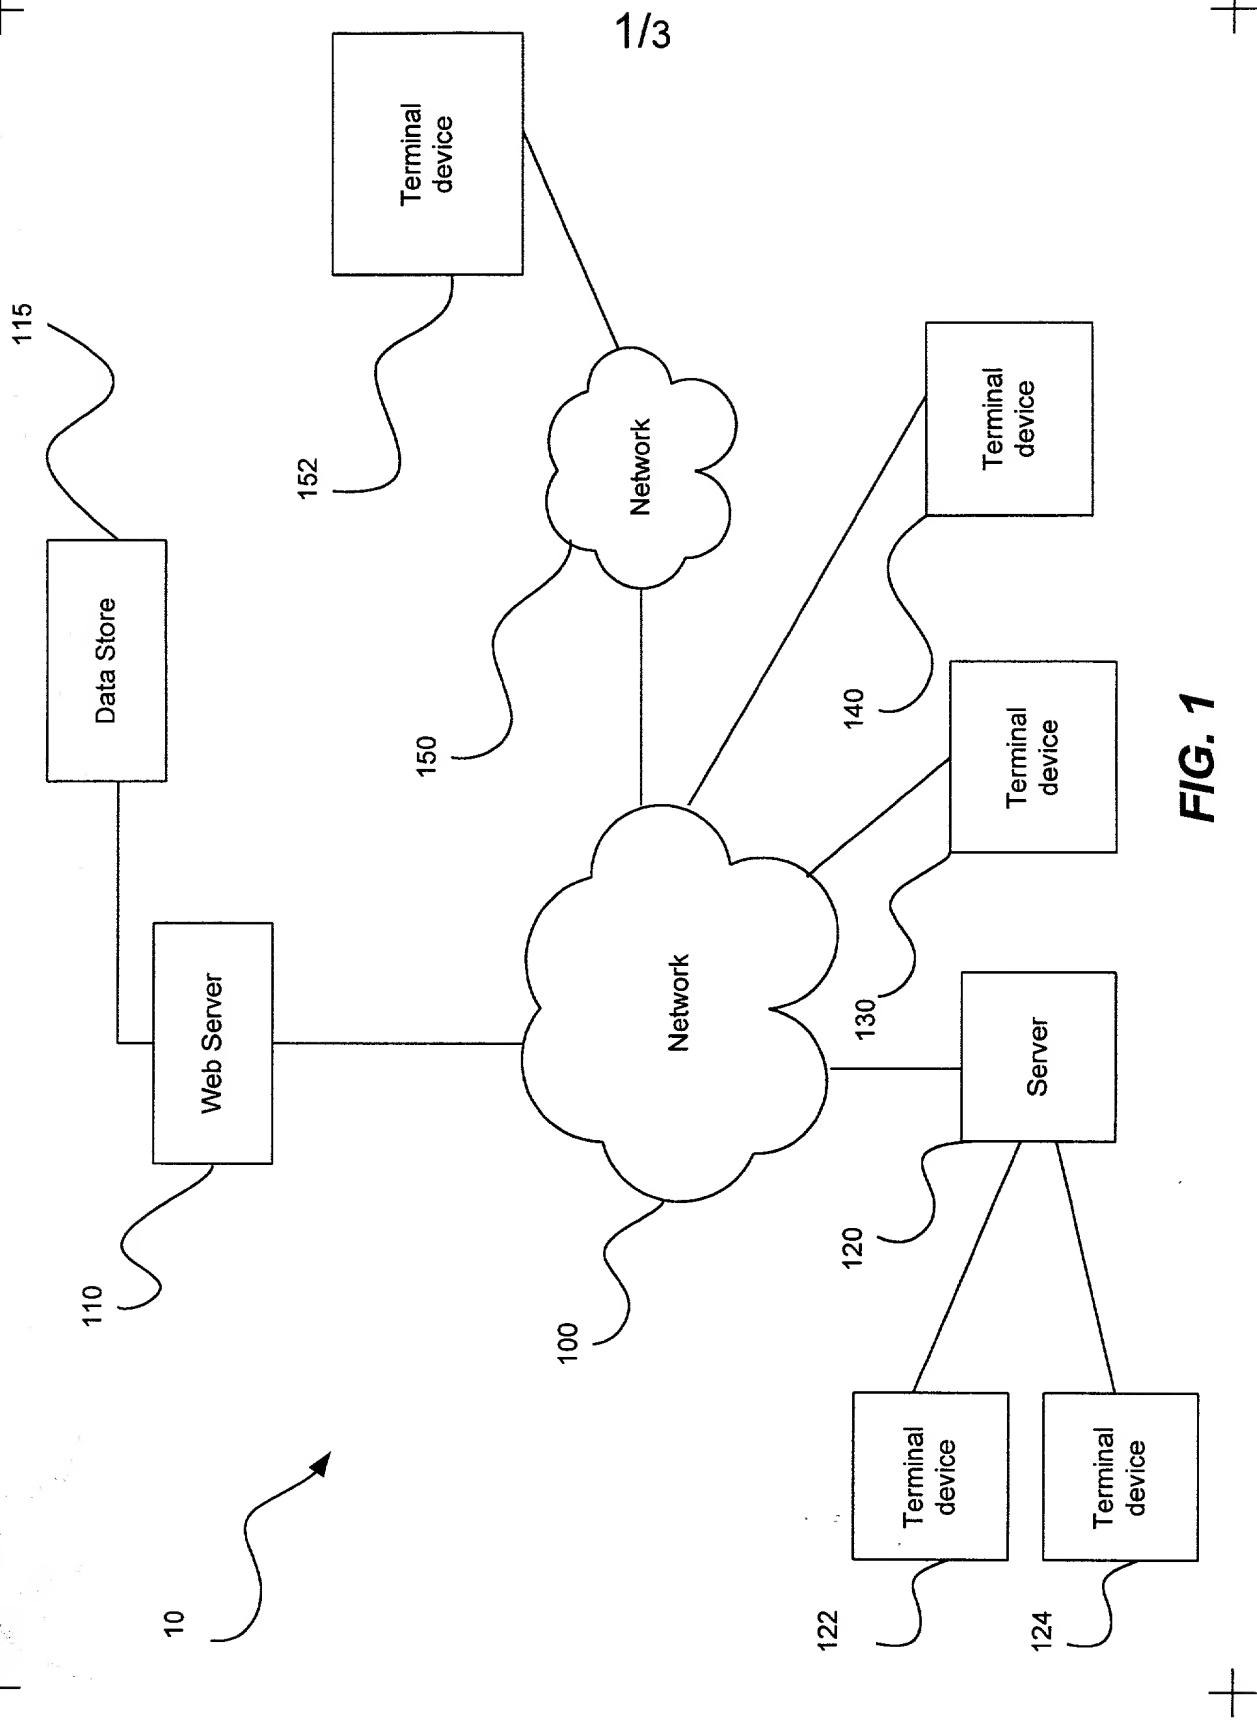 1/3
10
110
Web Server
Data Store
115
100
Network
150
Network
152
Terminal
device
122
Terminal
device
124
Terminal
device
120
Server
130
Terminal
device
140
Terminal
device
FIG. 1